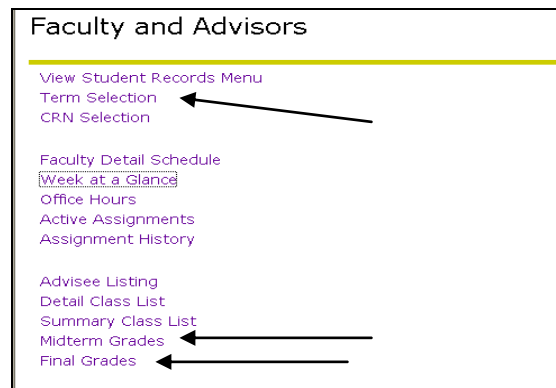 Faculty and Advisors
View Student Records Menu
Term Selection
CRN Selection
Faculty Detail Schedule
Week at a Glance
Office Hours
Active Assignments
Assignment History
Advisee Listing
Detail Class List
Summary Class List
Midterm Grades
Final Grades